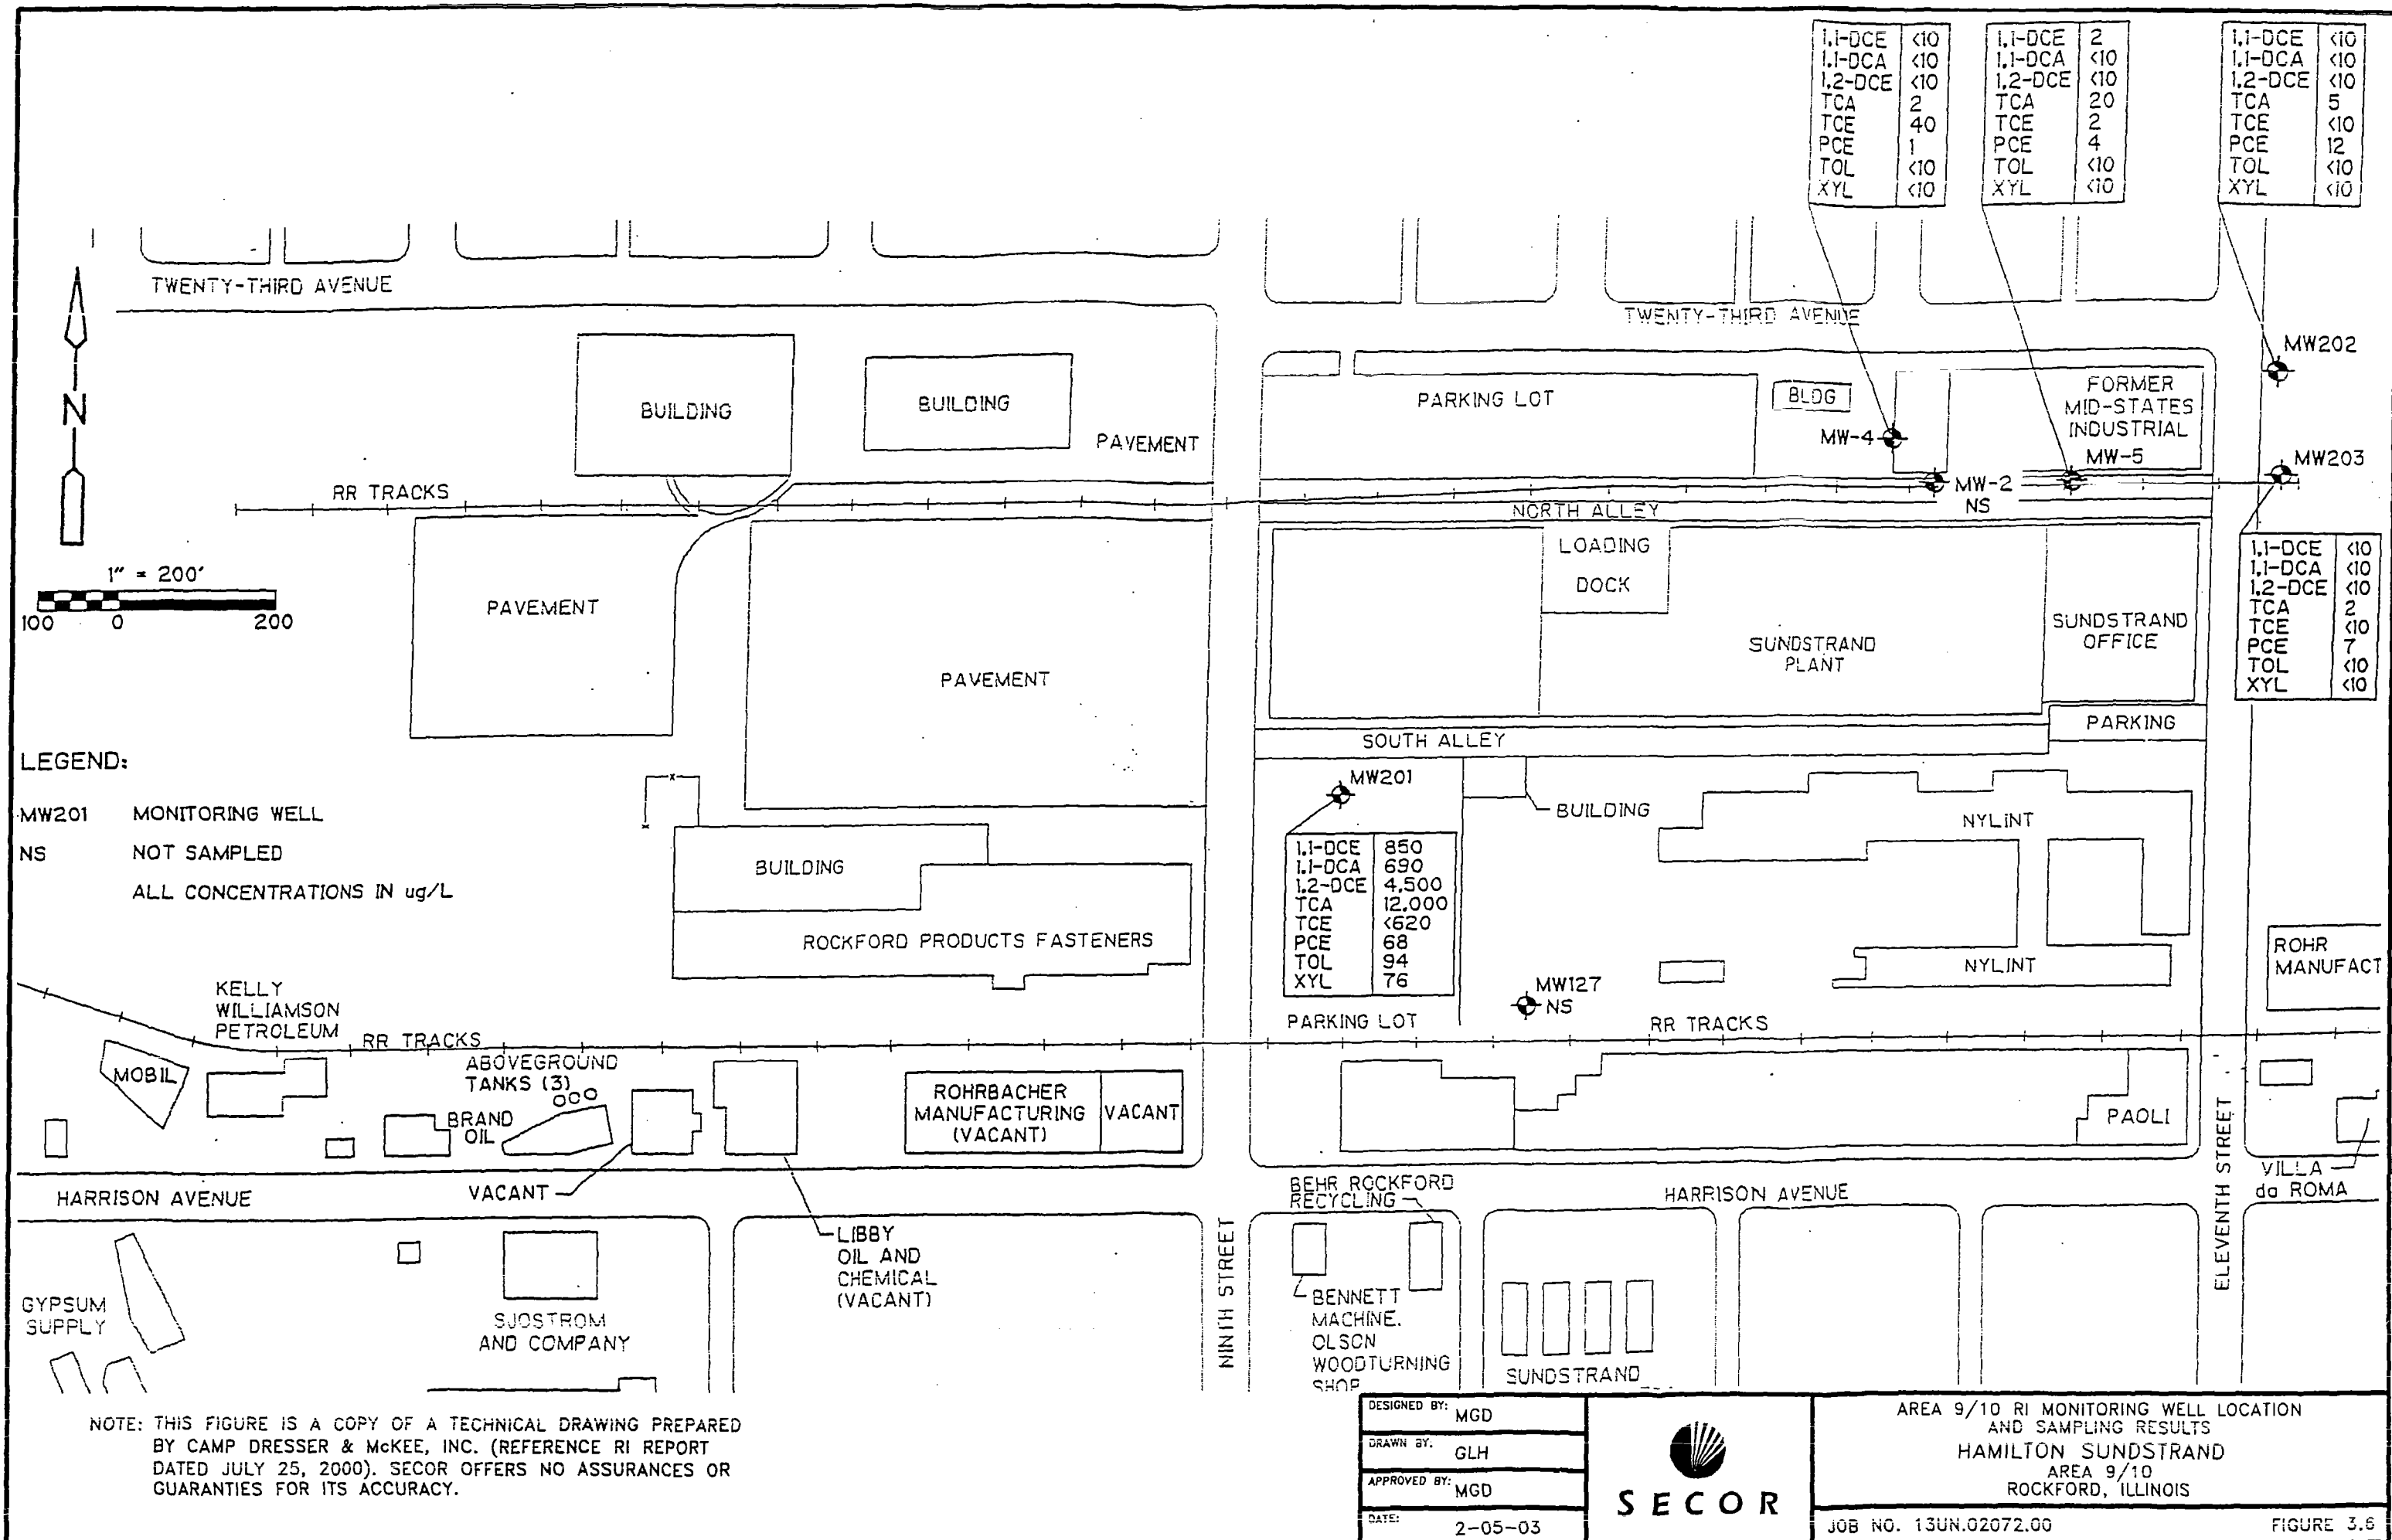 1,1-DCE <10
1,1-DCA <10
1,2-DCE <10
TCA 2
TCE 40
PCE 1
TOL <10
XYL <10
1,1-DCE 2
1,1-DCA <10
1,2-DCE <10
TCA 20
TCE 2
PCE 4
TOL <10
XYL <10
1,1-DCE <10
1,1-DCA <10
1,2-DCE <10
TCA 5
TCE <10
PCE 12
TOL <10
XYL <10
TWENTY-THIRD AVENUE
TWENTY-THIRD AVENUE
MW202
N
BUILDING
BUILDING
PAVEMENT
PARKING LOT
BLDG
FORMER
MID-STATES
INDUSTRIAL
MW-4
MW-5
MW203
MW-2
NS
RR TRACKS
NORTH ALLEY
1" = 200'
100 0 200
PAVEMENT
PAVEMENT
LOADING
DOCK
SUNDSTRAND
PLANT
SUNDSTRAND
OFFICE
1,1-DCE <10
1,1-DCA <10
1,2-DCE <10
TCA 2
TCE <10
PCE 7
TOL <10
XYL <10
PARKING
SOUTH ALLEY
LEGEND:
MW201 MONITORING WELL
NS NOT SAMPLED
ALL CONCENTRATIONS IN ug/L
MW201
BUILDING
NYLINT
1,1-DCE 850
1,1-DCA 690
1,2-DCE 4,500
TCA 12,000
TCE <620
PCE 68
TOL 94
XYL 76
BUILDING
ROCKFORD PRODUCTS FASTENERS
NYLINT
ROHR
MANUFACT
MW127
NS
PARKING LOT
RR TRACKS
KELLY
WILLIAMSON
PETROLEUM
RR TRACKS
MOBIL
ABOVEGROUND
TANKS (3)
BRAND
OIL
ROHRBACHER
MANUFACTURING
(VACANT)
VACANT
PAOLI
VILLA
da ROMA
HARRISON AVENUE
VACANT
LIBBY
OIL AND
CHEMICAL
(VACANT)
NINTH STREET
BEHR ROCKFORD
RECYCLING
HARRISON AVENUE
ELEVENTH STREET
GYPSUM
SUPPLY
SJOSTROM
AND COMPANY
BENNETT
MACHINE.
OLSON
WOODTURNING
SHOP
SUNDSTRAND
NOTE: THIS FIGURE IS A COPY OF A TECHNICAL DRAWING PREPARED
BY CAMP DRESSER & McKEE, INC. (REFERENCE RI REPORT
DATED JULY 25, 2000). SECOR OFFERS NO ASSURANCES OR
GUARANTIES FOR ITS ACCURACY.
DESIGNED BY: MGD
DRAWN BY: GLH
APPROVED BY: MGD
DATE: 2-05-03
SECOR
AREA 9/10 RI MONITORING WELL LOCATION
AND SAMPLING RESULTS
HAMILTON SUNDSTRAND
AREA 9/10
ROCKFORD, ILLINOIS
JOB NO. 13UN.02072.00 FIGURE 3.6